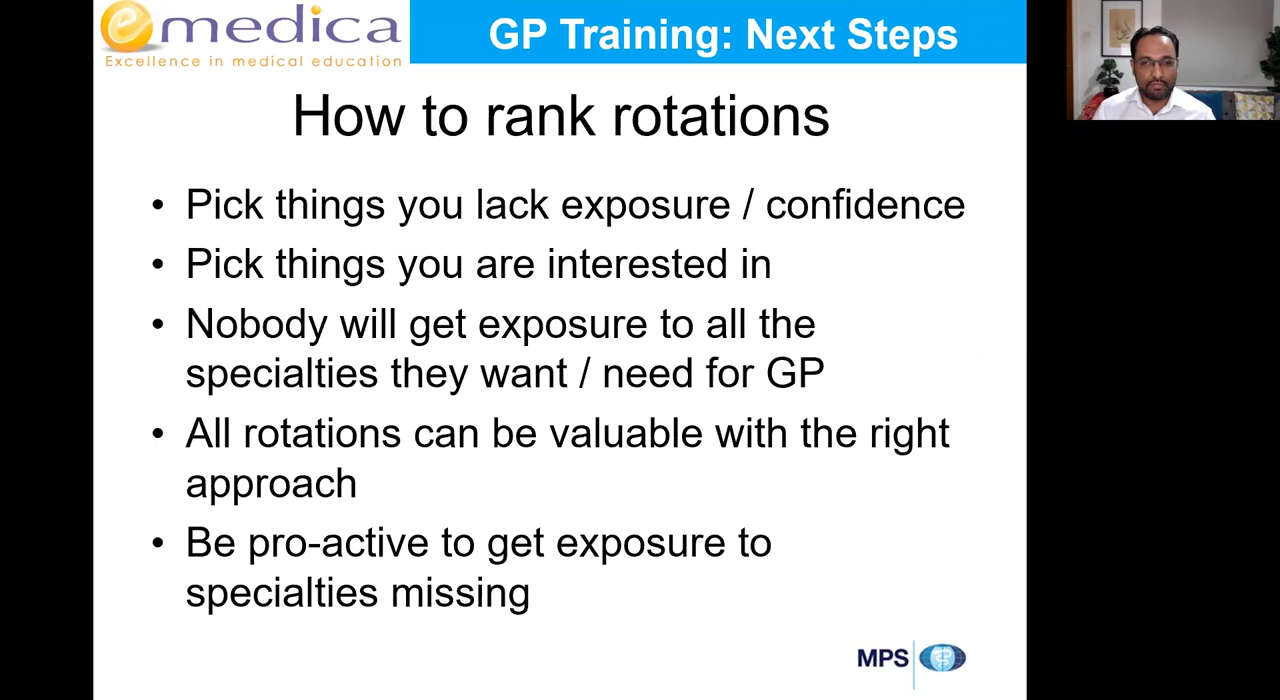 emedica
Excellence in medical education
GP Training: Next Steps
How to rank rotations
• Pick things you lack exposure / confidence
• Pick things you are interested in
• Nobody will get exposure to all the
specialties they want / need for GP
• All rotations can be valuable with the right
approach
• Be pro-active to get exposure to
specialties missing
MPS